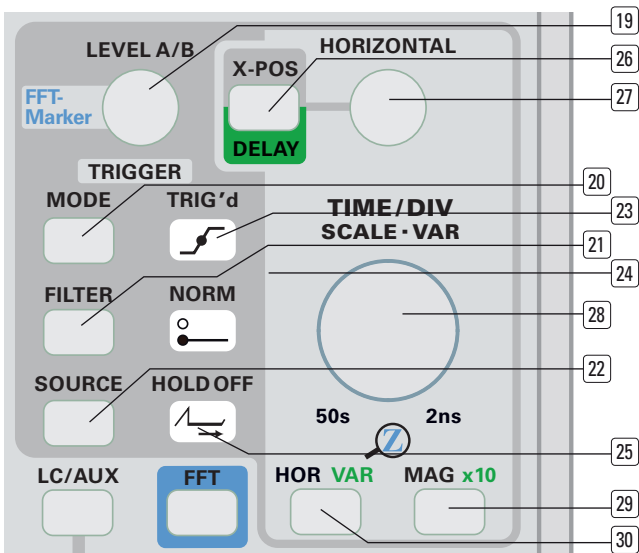 19
LEVEL A/B
HORIZONTAL
26
X-POS
FFT-
Marker
27
DELAY
TRIGGER
20
MODE
TRIG'd
TIME/DIV
23
SCALE · VAR
21
24
FILTER
NORM
28
22
SOURCE
HOLD OFF
50s
2ns
Z
25
LC/AUX
FFT
HOR VAR
MAG x10
29
30